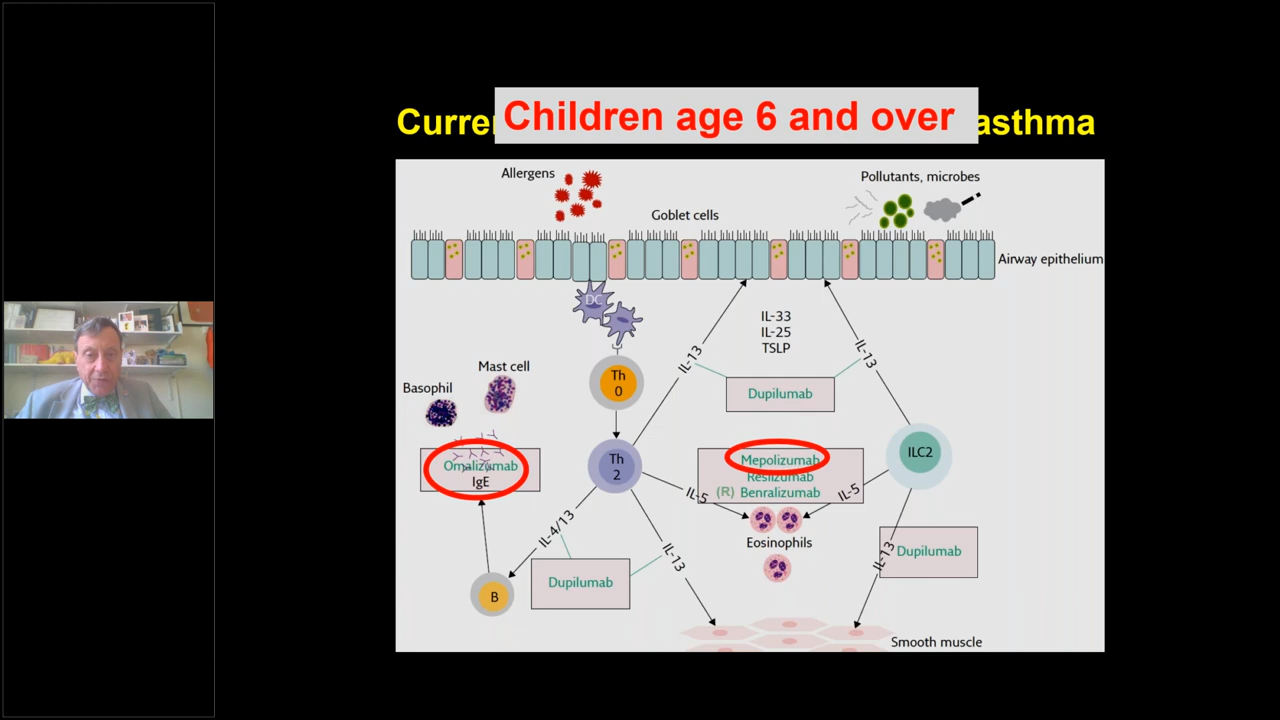 Curre
Children age 6 and over
asthma
Allergens
Pollutants, microbes
Goblet cells
Airway epithelium
DC
IL-33
IL-25
TSLP
IL-13
IL-13
Mast cell
Basophil
Th
0
Dupilumab
Omalizumab
IgE
Th
2
Mepolizumab
Reslizumab
(R) Benralizumab
ILC2
IL-5
IL-5
Eosinophils
IL-4/13
IL-13
IL-13
Dupilumab
Dupilumab
B
Smooth muscle